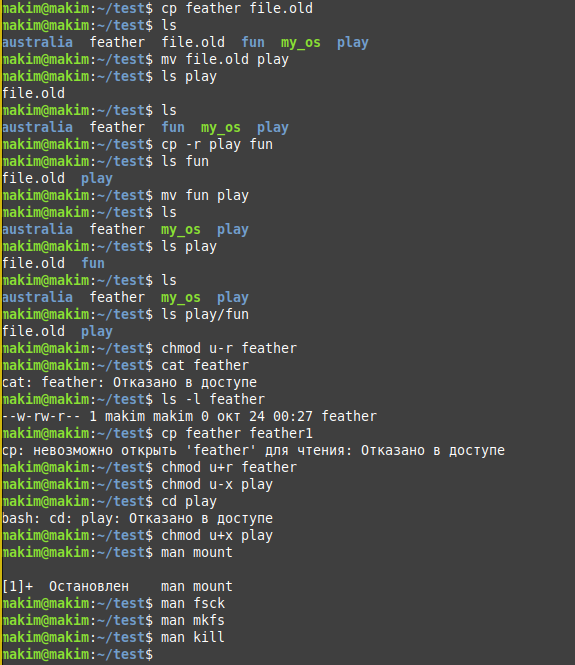 makim@makim:~/test$ cp feather file.old
makim@makim:~/test$ ls
australia  feather  file.old  fun  my_os  play
makim@makim:~/test$ mv file.old play
makim@makim:~/test$ ls play
file.old
makim@makim:~/test$ ls
australia  feather  fun  my_os  play
makim@makim:~/test$ cp -r play fun
makim@makim:~/test$ ls fun
file.old  play
makim@makim:~/test$ mv fun play
makim@makim:~/test$ ls
australia  feather  my_os  play
makim@makim:~/test$ ls play
file.old  fun
makim@makim:~/test$ ls
australia  feather  my_os  play
makim@makim:~/test$ ls play/fun
file.old  play
makim@makim:~/test$ chmod u-r feather
makim@makim:~/test$ cat feather
cat: feather: Отказано в доступе
makim@makim:~/test$ ls -l feather
--w-rw-r-- 1 makim makim 0 окт 24 00:27 feather
makim@makim:~/test$ cp feather feather1
cp: невозможно открыть 'feather' для чтения: Отказано в доступе
makim@makim:~/test$ chmod u+r feather
makim@makim:~/test$ chmod u-x play
makim@makim:~/test$ cd play
bash: cd: play: Отказано в доступе
makim@makim:~/test$ chmod u+x play
makim@makim:~/test$ man mount
[1]+  Остановлен    man mount
makim@makim:~/test$ man fsck
makim@makim:~/test$ man mkfs
makim@makim:~/test$ man kill
makim@makim:~/test$